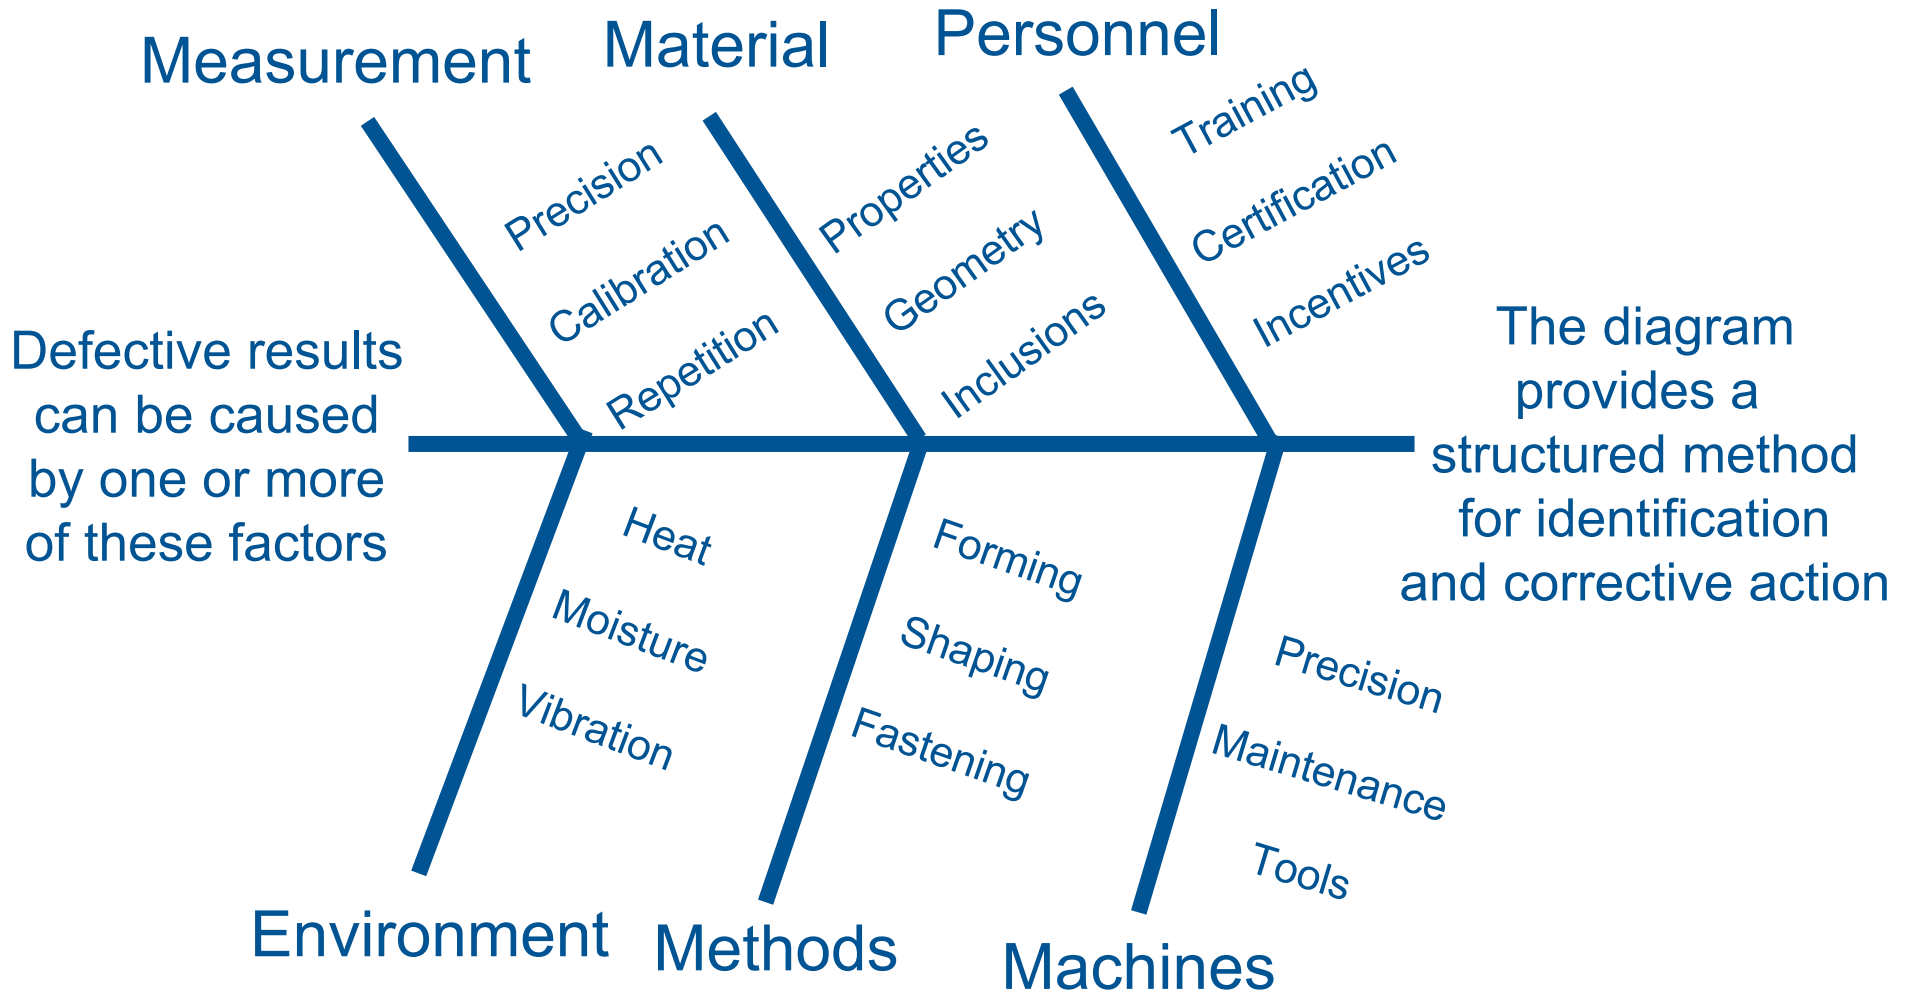 Measurement
Material
Personnel
Precision
Calibration
Repetition
Properties
Geometry
Inclusions
Training
Certification
Incentives
Defective results
can be caused
by one or more
of these factors
The diagram
provides a
structured method
for identification
and corrective action
Heat
Moisture
Vibration
Forming
Shaping
Fastening
Precision
Maintenance
Tools
Environment
Methods
Machines